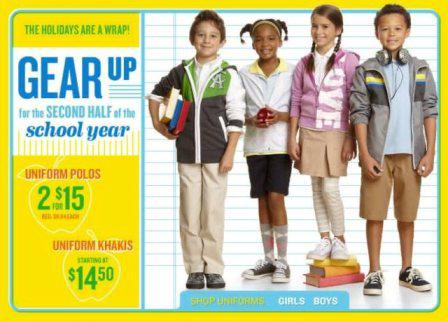 THE HOLIDAYS ARE A WRAP!
GEAR UP
for the SECOND HALF of the
school year
UNIFORM POLOS
2 FOR $15
UNIFORM KHAKIS
STARTING AT
$14.50
SHOP UNIFORMS GIRLS BOYS